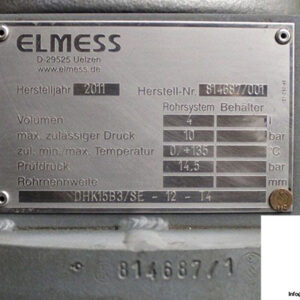 ELMESS
D-29525 Uelzen
www.elmess.de
Herstelljahr 2011 Herstell-Nr. 814687/001
Rohrsystem Behälter
Volumen 4 l
max. zulässiger Druck 10 bar
zul. min./max. Temperatur 0/+135 °C
Prüfdruck 14,5 bar
Rohrnennweite mm
DHK15B3/SE - 12 - 14
814687/1